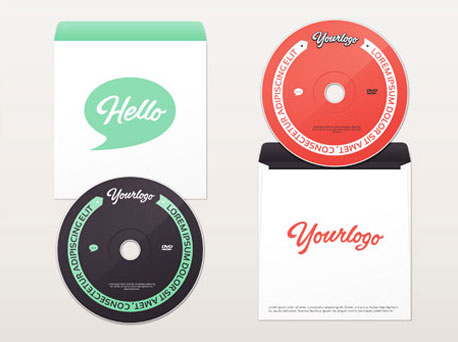 Hello
Yourlogo
LOREM IPSUM DOLOR SIT AMET, CONSECTETUR ADIPISCING ELIT
DVD
Yourlogo
LOREM IPSUM DOLOR SIT AMET, CONSECTETUR ADIPISCING ELIT
DVD
Yourlogo